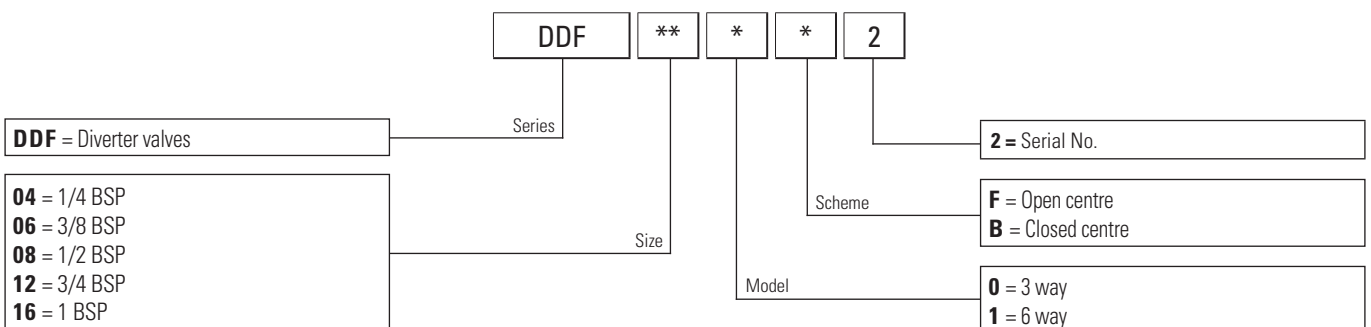 DDF ** * * 2
Series
DDF = Diverter valves
2 = Serial No.
04 = 1/4 BSP
06 = 3/8 BSP
08 = 1/2 BSP
12 = 3/4 BSP
16 = 1 BSP
Size
Scheme
F = Open centre
B = Closed centre
Model
0 = 3 way
1 = 6 way